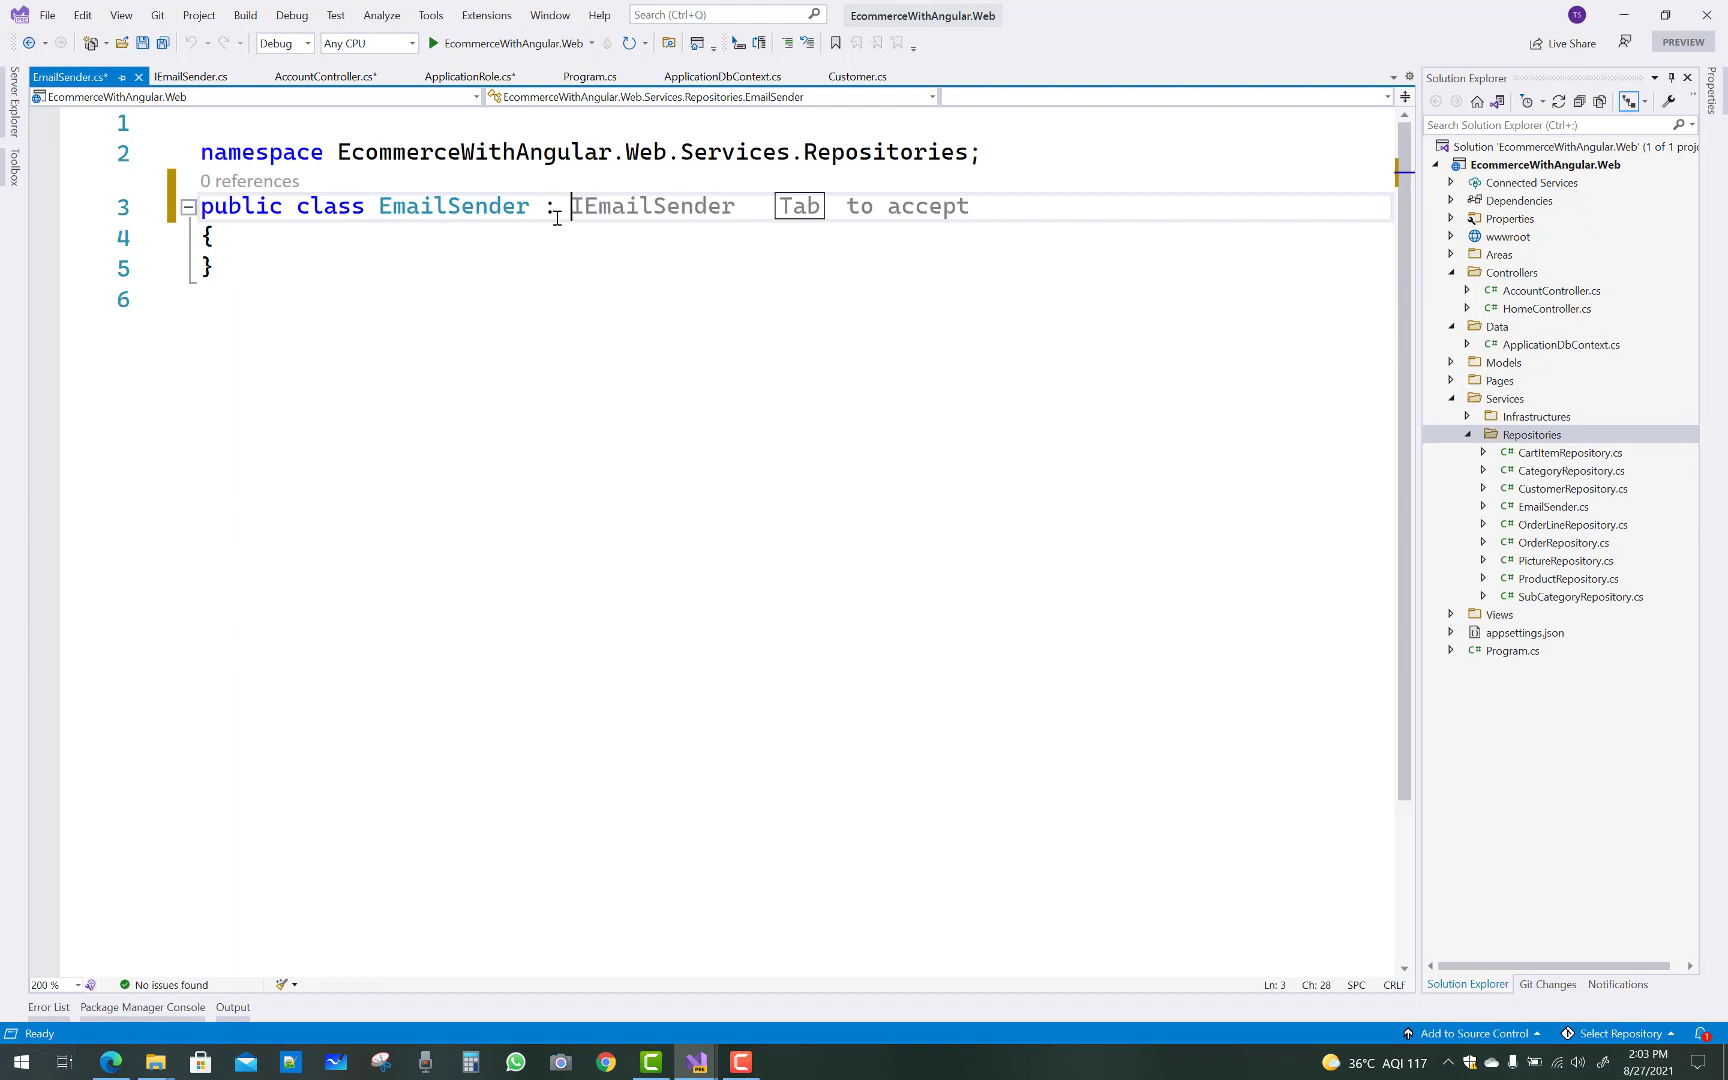 File Edit View Git Project Build Debug Test Analyze Tools Extensions Window Help Search (Ctrl+Q) EcommerceWithAngular.Web TS
Debug Any CPU EcommerceWithAngular.Web Live Share PREVIEW
EmailSender.cs* IEmailSender.cs AccountController.cs* ApplicationRole.cs* Program.cs ApplicationDbContext.cs Customer.cs
EcommerceWithAngular.Web EcommerceWithAngular.Web.Services.Repositories.EmailSender
Server Explorer
Toolbox
1
2 namespace EcommerceWithAngular.Web.Services.Repositories;
0 references
3 public class EmailSender : IEmailSender Tab to accept
4 {
5 }
6
Solution Explorer
Properties
Search Solution Explorer (Ctrl+;)
Solution 'EcommerceWithAngular.Web' (1 of 1 proje
EcommerceWithAngular.Web
Connected Services
Dependencies
Properties
wwwroot
Areas
Controllers
C# AccountController.cs
C# HomeController.cs
Data
C# ApplicationDbContext.cs
Models
Pages
Services
Infrastructures
Repositories
C# CartItemRepository.cs
C# CategoryRepository.cs
C# CustomerRepository.cs
C# EmailSender.cs
C# OrderLineRepository.cs
C# OrderRepository.cs
C# PictureRepository.cs
C# ProductRepository.cs
C# SubCategoryRepository.cs
Views
appsettings.json
C# Program.cs
200 % No issues found Ln: 3 Ch: 28 SPC CRLF
Solution Explorer Git Changes Notifications
Error List Package Manager Console Output
Ready Add to Source Control Select Repository 1
36°C AQI 117 2:03 PM
8/27/2021